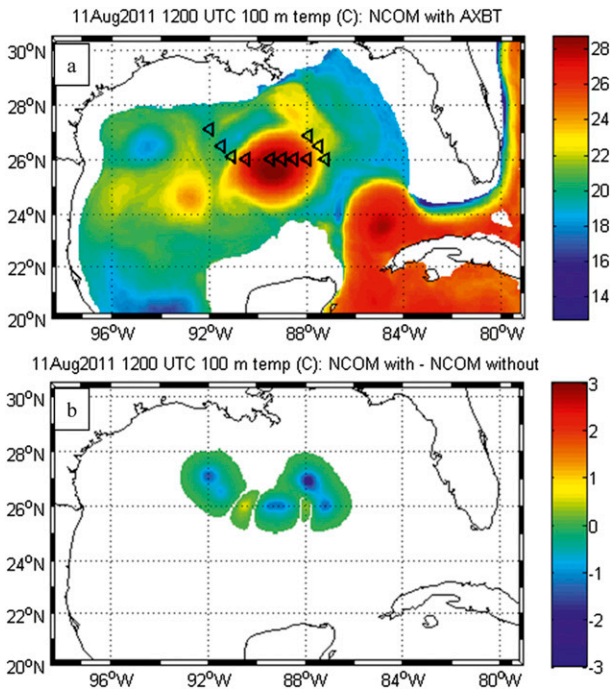 11Aug2011 1200 UTC 100 m temp (C): NCOM with AXBT
a
30°N
28°N
26°N
24°N
22°N
20°N
96°W
92°W
88°W
84°W
80°W
28
26
24
22
20
18
16
14
11Aug2011 1200 UTC 100 m temp (C): NCOM with - NCOM without
b
30°N
28°N
26°N
24°N
22°N
20°N
96°W
92°W
88°W
84°W
80°W
3
2
1
0
-1
-2
-3